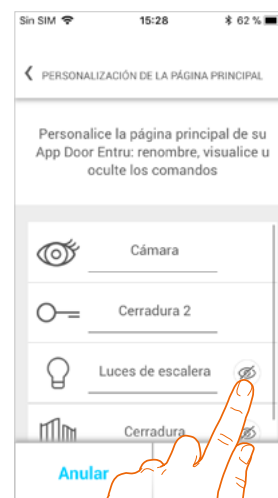 Sin SIM 15:28 62 %
PERSONALIZACIÓN DE LA PÁGINA PRINCIPAL
Personalice la página principal de su
App Door Entru: renombre, visualice u
oculte los comandos
Cámara
Cerradura 2
Luces de escalera
Cerradura
Anular